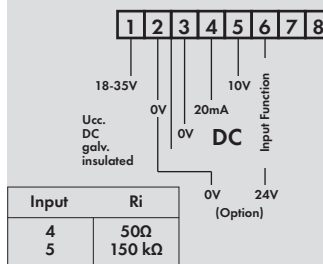 1 2 3 4 5 6 7 8
18-35V
10V
Input Function
0V
20mA
Ucc.
DC
galv.
insulated
0V
DC
0V
24V
(Option)
Input Ri
4 50Ω
5 150 kΩ